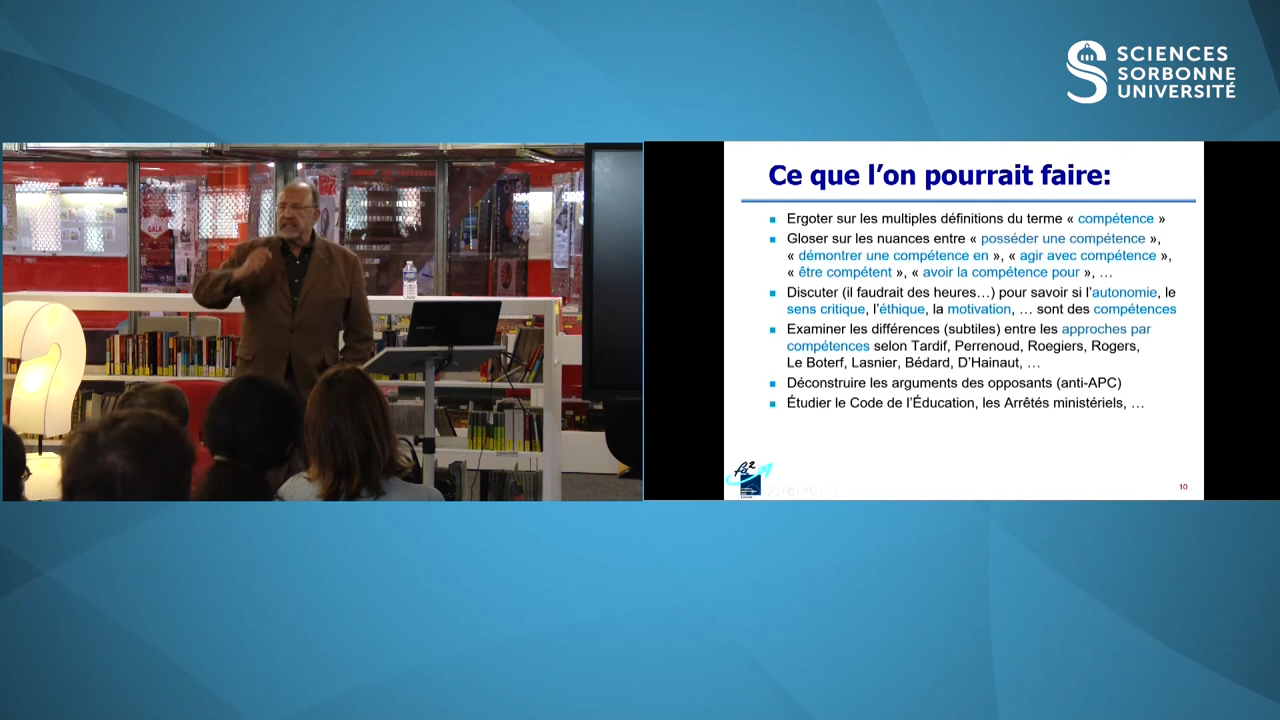 SCIENCES
SORBONNE
UNIVERSITÉ
GALA
Ce que l’on pourrait faire:
Ergoter sur les multiples définitions du terme « compétence »
Gloser sur les nuances entre « posséder une compétence »,
« démontrer une compétence en », « agir avec compétence »,
« être compétent », « avoir la compétence pour », …
Discuter (il faudrait des heures…) pour savoir si l’autonomie, le
sens critique, l’éthique, la motivation, … sont des compétences
Examiner les différences (subtiles) entre les approches par
compétences selon Tardif, Perrenoud, Roegiers, Rogers,
Le Boterf, Lasnier, Bédard, D’Hainaut, …
Déconstruire les arguments des opposants (anti-APC)
Étudier le Code de l’Éducation, les Arrêtés ministériels, …
10